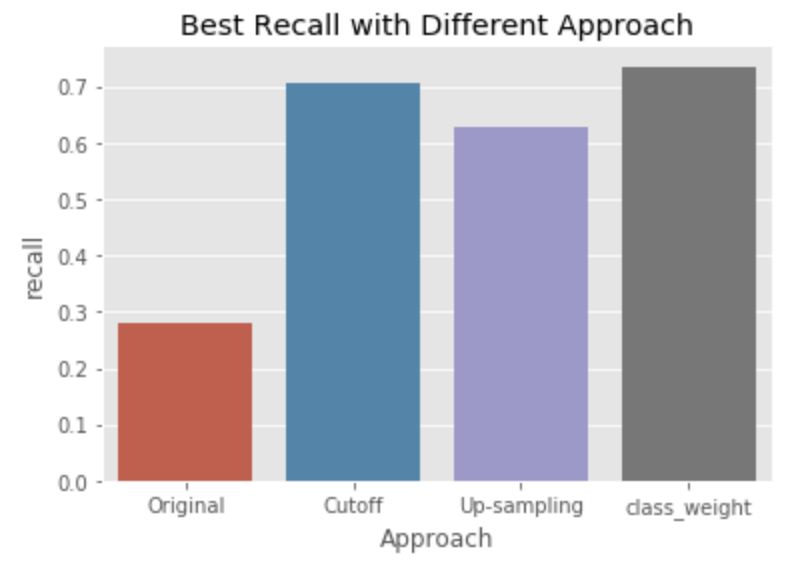 Best Recall with Different Approach
0.7
0.6
0.5
0.4
0.3
0.2
0.1
0.0
recall
Original Cutoff Up-sampling class_weight
Approach